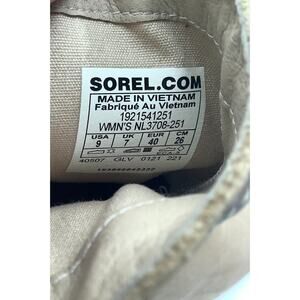 SOREL.COM
MADE IN VIETNAM
Fabriqué Au Vietnam
1921541251
WMN'S NL3708-251
USA UK EUR CM
9 7 40 26
40507 GLV 0121 221